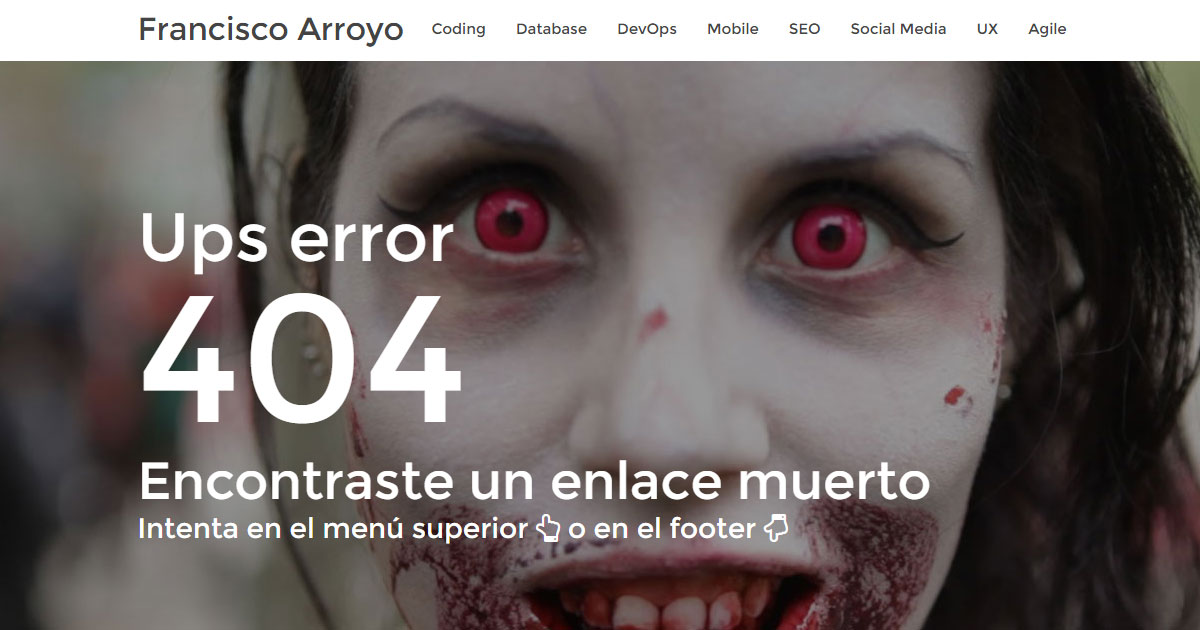 Francisco Arroyo Coding Database DevOps Mobile SEO Social Media UX Agile
Ups error
404
Encontraste un enlace muerto
Intenta en el menú superior o en el footer